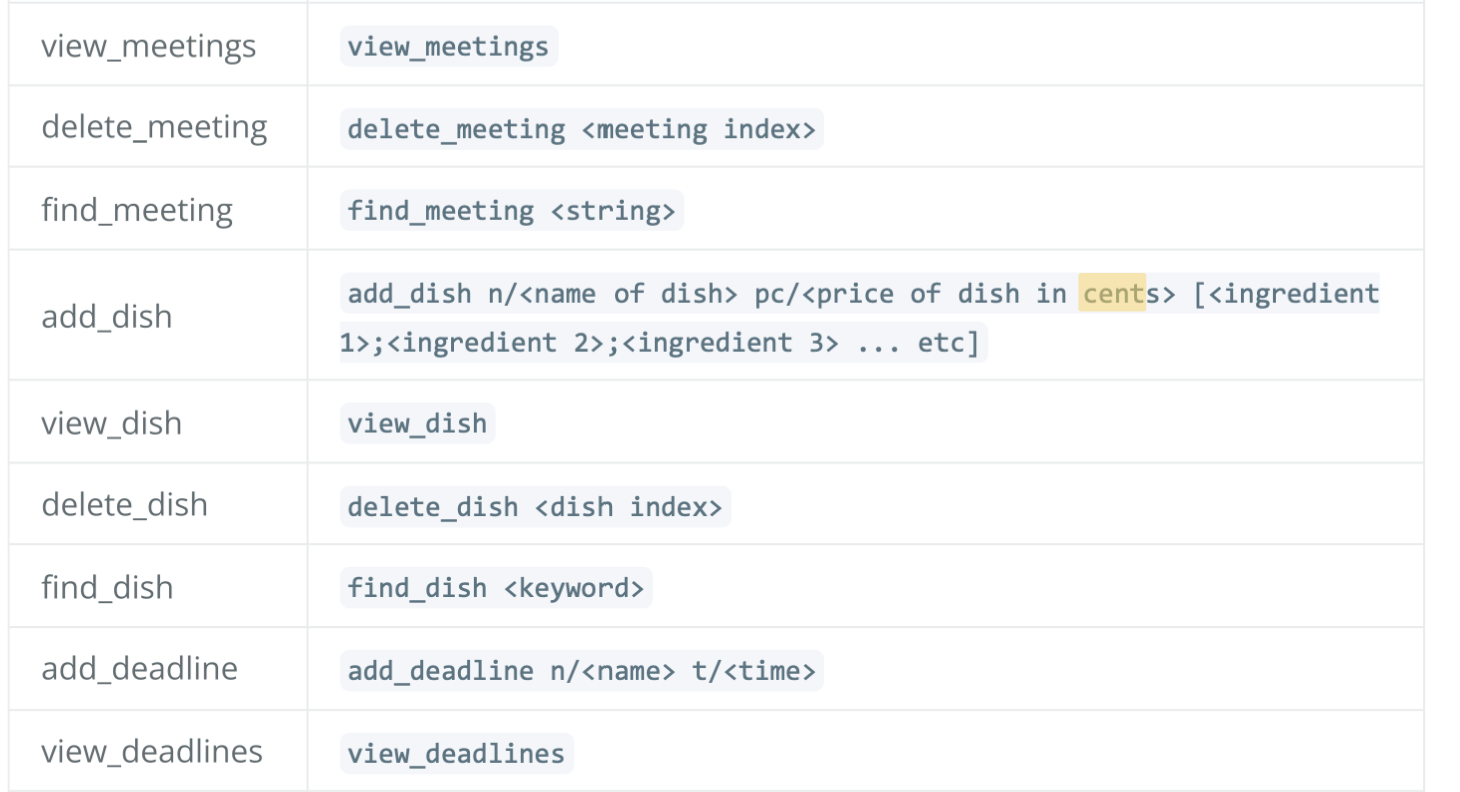 view_meetings view_meetings
delete_meeting delete_meeting <meeting index>
find_meeting find_meeting <string>
add_dish add_dish n/<name of dish> pc/<price of dish in cents> [<ingredient
1>;<ingredient 2>;<ingredient 3> ... etc]
view_dish view_dish
delete_dish delete_dish <dish index>
find_dish find_dish <keyword>
add_deadline add_deadline n/<name> t/<time>
view_deadlines view_deadlines